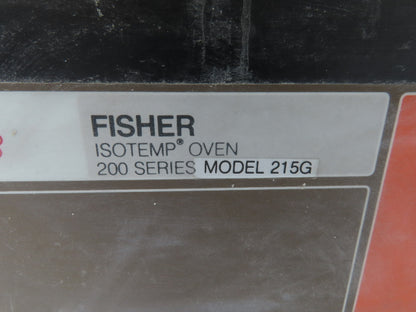 FISHER
ISOTEMP® OVEN
200 SERIES MODEL 215G